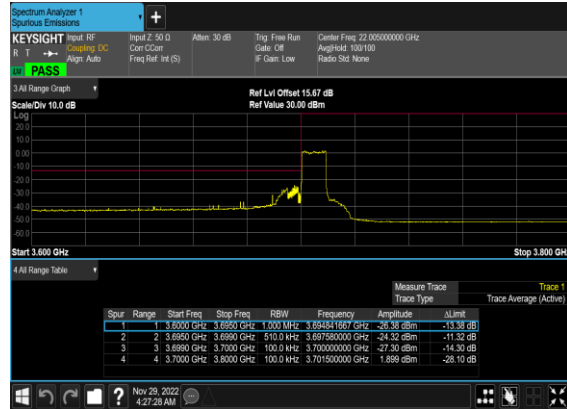 Spectrum Analyzer 1
Spurious Emissions
KEYSIGHT Input: RF Input Z: 50 Ω Atten: 30 dB Trig: Free Run Center Freq: 22.005000000 GHz
R T Coupling: DC Corr CCorr Gate: Off Avg|Hold: 100/100
Align: Auto Freq Ref: Int (S) IF Gain: Low Radio Std: None
PASS
3 All Range Graph
Ref Lvl Offset 15.67 dB
Scale/Div 10.0 dB Ref Value 30.00 dBm
Log
20.0
10.0
0.00
-10.0
-20.0
-30.0
-40.0
-50.0
-60.0
Start 3.600 GHz Stop 3.800 GH
4 All Range Table
Measure Trace Trace 1
Trace Type Trace Average (Active)
Spur Range Start Freq Stop Freq RBW Frequency Amplitude ΔLimit
1 1 3.6000 GHz 3.6950 GHz 1.000 MHz 3.694841667 GHz -26.38 dBm -13.38 dB
2 2 3.6950 GHz 3.6990 GHz 510.0 kHz 3.697580000 GHz -24.32 dBm -11.32 dB
3 3 3.6990 GHz 3.7000 GHz 100.0 kHz 3.700000000 GHz -27.30 dBm -14.30 dB
4 4 3.7000 GHz 3.8000 GHz 100.0 kHz 3.701500000 GHz 1.899 dBm -28.10 dB
? Nov 29, 2022
4:27:28 AM